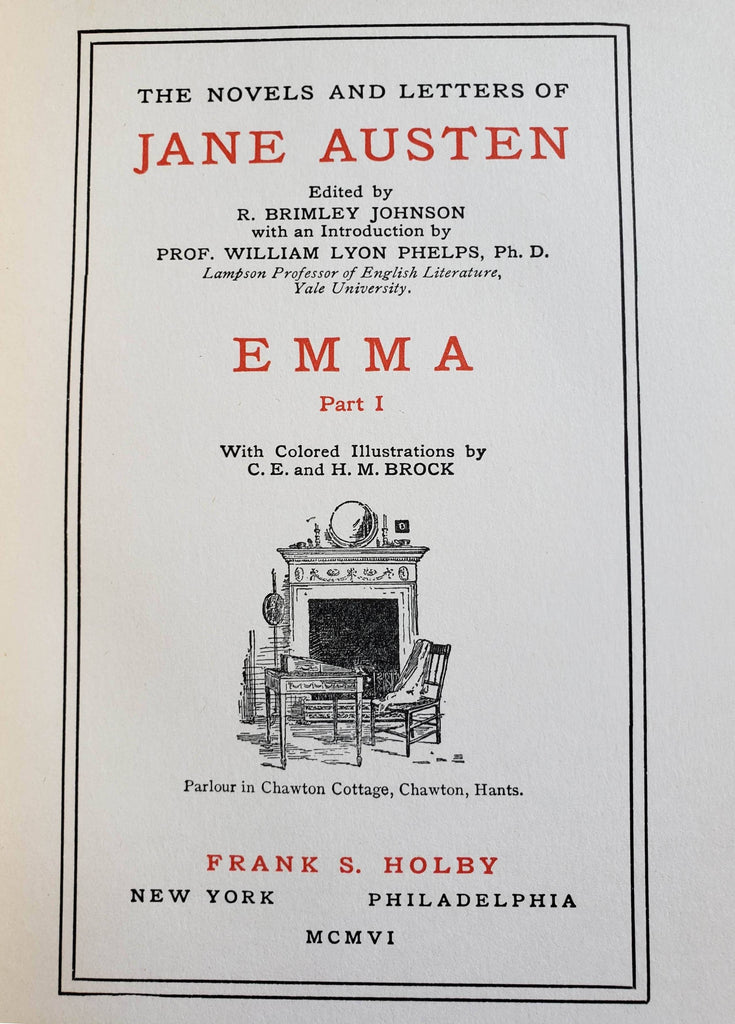 THE NOVELS AND LETTERS OF
JANE AUSTEN
Edited by
R. BRIMLEY JOHNSON
with an Introduction by
PROF. WILLIAM LYON PHELPS, Ph. D.
Lampson Professor of English Literature,
Yale University.
EMMA
Part I
With Colored Illustrations by
C. E. and H. M. BROCK
Parlour in Chawton Cottage, Chawton, Hants.
FRANK S. HOLBY
NEW YORK PHILADELPHIA
MCMVI